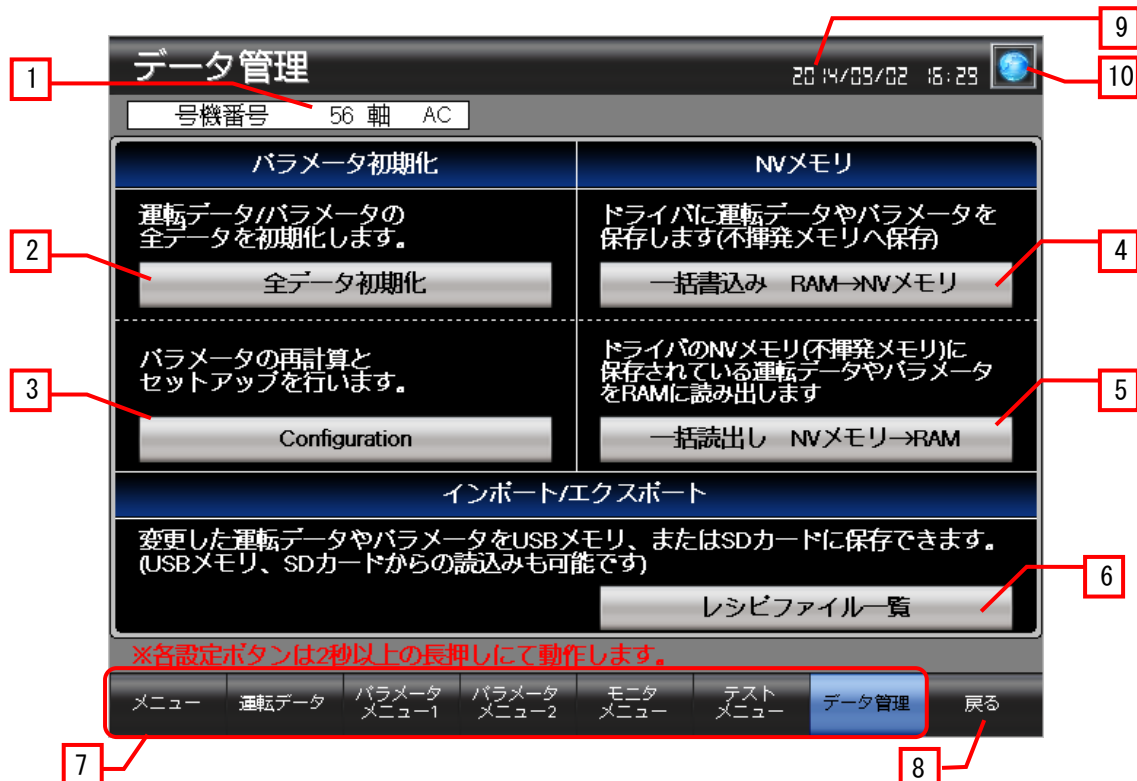 9
データ管理
2014/09/02 16:29
10
1
号機番号 56 軸 AC
パラメータ初期化
NVメモリ
運転データ/パラメータの
全データを初期化します。
ドライバに運転データやパラメータを
保存します(不揮発メモリへ保存)
2
全データ初期化
一括書込み RAM→NVメモリ
4
パラメータの再計算と
セットアップを行います。
ドライバのNVメモリ(不揮発メモリ)に
保存されている運転データやパラメータ
をRAMに読み出します
3
Configuration
一括読出し NVメモリ→RAM
5
インポート/エクスポート
変更した運転データやパラメータをUSBメモリ、またはSDカードに保存できます。
(USBメモリ、SDカードからの読込みも可能です)
レシピファイル一覧
6
※各設定ボタンは2秒以上の長押しにて動作します。
メニュー
運転データ
パラメータ
メニュー1
パラメータ
メニュー2
モニタ
メニュー
テスト
メニュー
データ管理
戻る
7
8